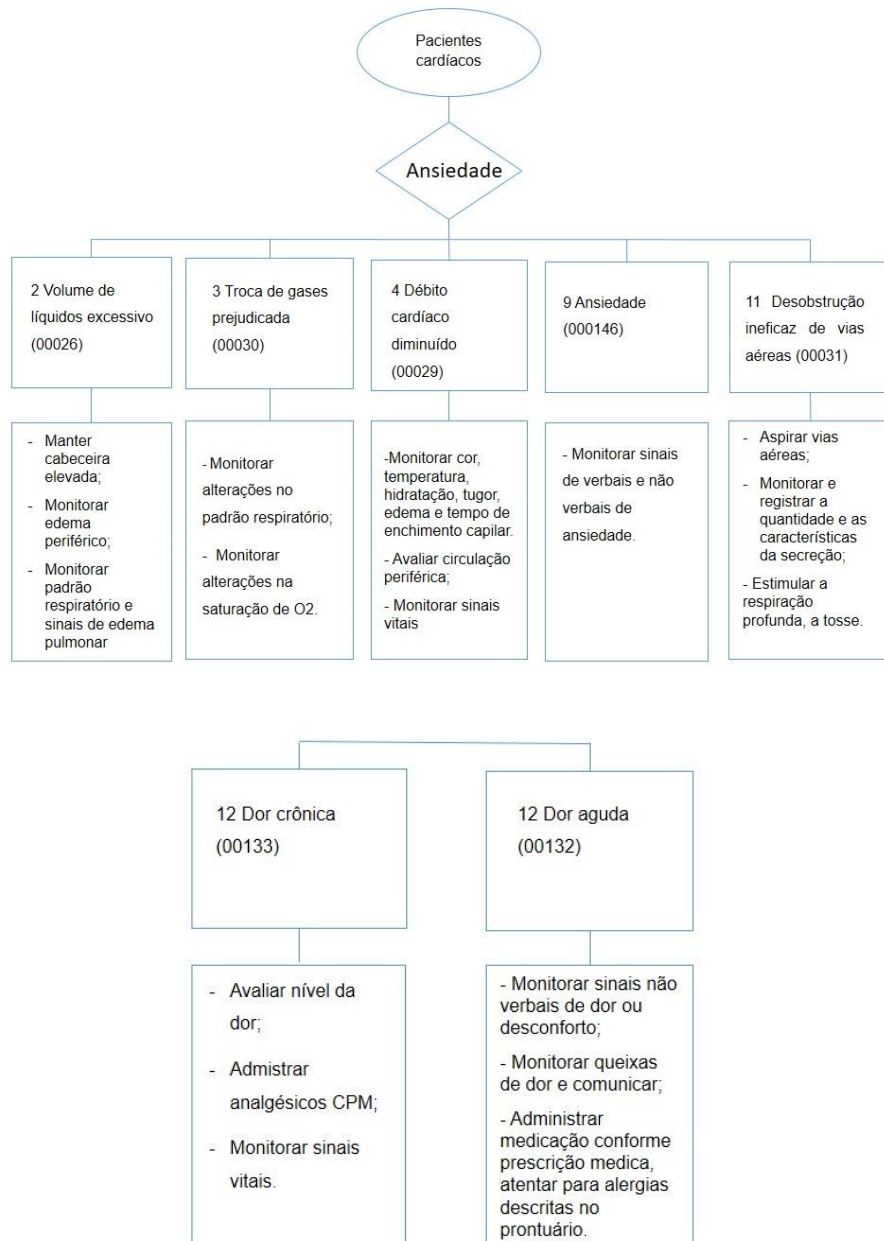 Pacientes
cardíacos
Ansiedade
2 Volume de
líquidos excessivo
(00026)
3 Troca de gases
prejudicada
(00030)
4 Débito
cardíaco
diminuído
(00029)
9 Ansiedade
(000146)
11 Desobstrução
ineficaz de vias
aéreas (00031)
- Manter
cabeceira
elevada;
- Monitorar
edema
periférico;
- Monitorar
padrão
respiratório e
sinais de edema
pulmonar
- Monitorar
alterações no
padrão respiratório;
- Monitorar
alterações na
saturação de O2.
-Monitorar cor,
temperatura,
hidratação, tugor,
edema e tempo de
enchimento capilar.
- Avaliar circulação
periférica;
- Monitorar sinais
vitais
- Monitorar sinais
de verbais e não
verbais de
ansiedade.
- Aspirar vias
aéreas;
- Monitorar e
registrar a
quantidade e as
características
da secreção;
- Estimular a
respiração
profunda, a tosse.
12 Dor crônica
(00133)
12 Dor aguda
(00132)
- Avaliar nível da
dor;
- Admistrar
analgésicos CPM;
- Monitorar sinais
vitais.
- Monitorar sinais não
verbais de dor ou
desconforto;
- Monitorar queixas
de dor e comunicar;
- Administrar
medicação conforme
prescrição medica,
atentar para alergias
descritas no
prontuário.